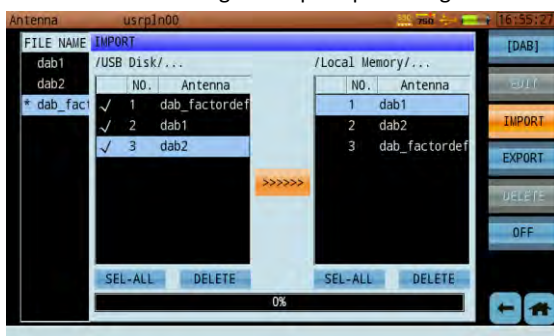 Antenna usrpln00 75Ω 16:55:27
FILE NAME
dab1
dab2
* dab_fact
IMPORT
/USB Disk/...
NO. Antenna
√ 1 dab_factordef
√ 2 dab1
√ 3 dab2
SEL-ALL DELETE
>>>>>>
/Local Memory/...
NO. Antenna
1 dab1
2 dab2
3 dab_factordef
SEL-ALL DELETE
0%
[DAB]
EDIT
IMPORT
EXPORT
DELETE
OFF